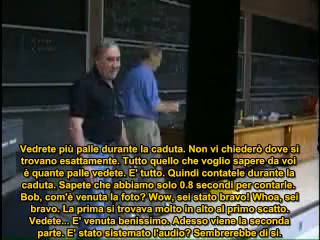 Vedrete più palle durante la caduta. Non vi chiederò dove si
trovano esattamente. Tutto quello che voglio sapere da voi
è quante palle vedete. E' tutto. Quindi contatele durante la
caduta. Sapete che abbiamo solo 0.8 secondi per contarle.
Bob, com'è venuta la foto? Wow, sei stato bravo! Whoa, sei
bravo. La prima si trovava molto in alto al primo scatto.
Vedete... E' venuta benissimo. Adesso viene la seconda
parte. E' stato sistemato l'audio? Sembrerebbe di sì.